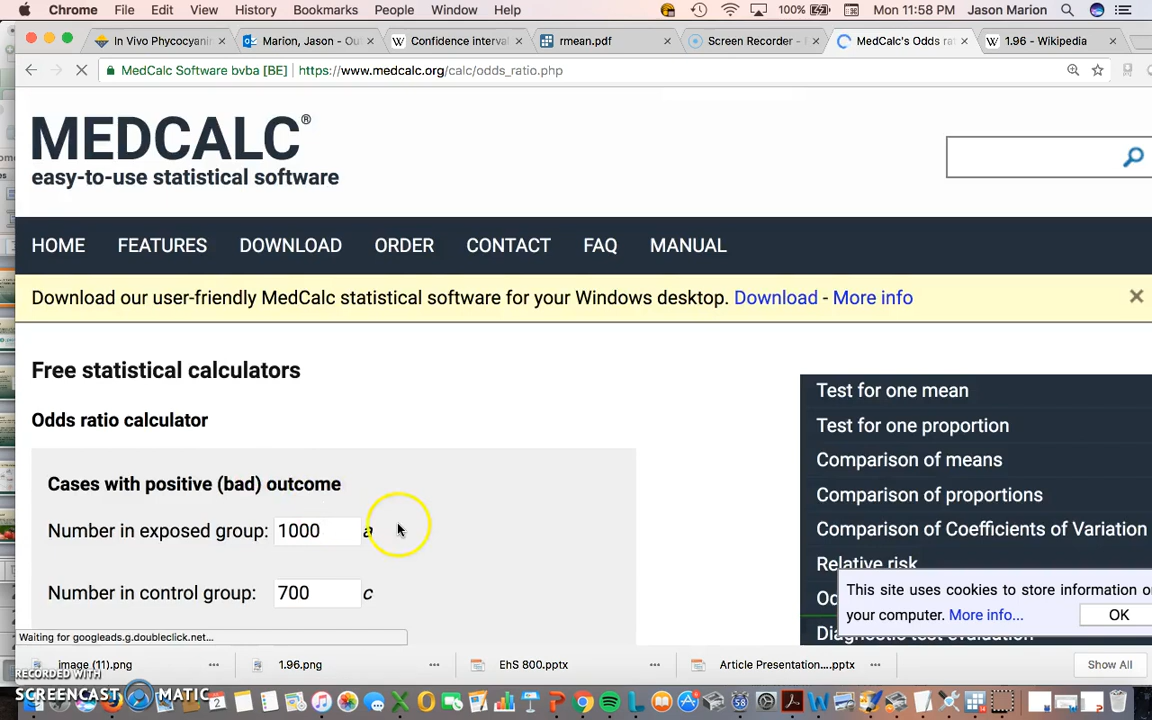 Chrome File Edit View History Bookmarks People Window Help 100% Mon 11:58 PM Jason Marion
In Vivo Phycocyanin × Marion, Jason - Ou × Confidence interva × rmean.pdf × Screen Recorder - × MedCalc's Odds ra × 1.96 - Wikipedia ×
MedCalc Software bvba [BE] https://www.medcalc.org/calc/odds_ratio.php
MEDCALC®
easy-to-use statistical software
HOME FEATURES DOWNLOAD ORDER CONTACT FAQ MANUAL
Download our user-friendly MedCalc statistical software for your Windows desktop. Download - More info ×
Free statistical calculators
Odds ratio calculator
Cases with positive (bad) outcome
Number in exposed group: 1000 a
Number in control group: 700 c
Test for one mean
Test for one proportion
Comparison of means
Comparison of proportions
Comparison of Coefficients of Variation
Relative risk
Od
Diagnostic test evaluation
This site uses cookies to store information on
your computer. More info... OK
Waiting for googleads.g.doubleclick.net...
image (11).png ... 1.96.png ... EhS 800.pptx ... Article Presentation....pptx ... Show All
RECORDED WITH
SCREENCAST MATIC